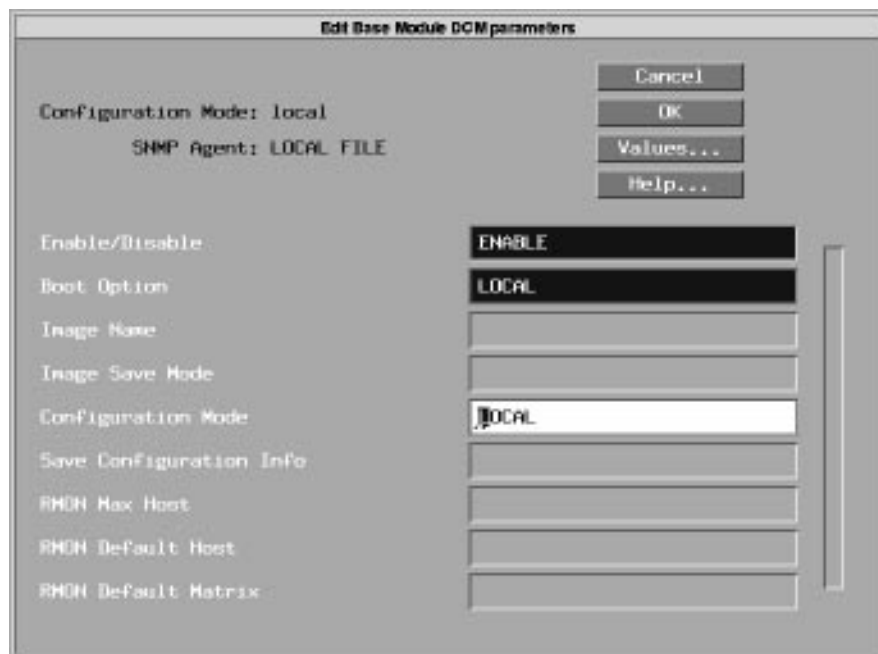 Edit Base Module DCM parameters
Cancel
Configuration Mode: local
OK
SNMP Agent: LOCAL FILE
Values...
Help...
Enable/Disable
ENABLE
Boot Option
LOCAL
Image Name
Image Save Mode
Configuration Mode
LOCAL
Save Configuration Info
RMON Max Host
RMON Default Host
RMON Default Matrix